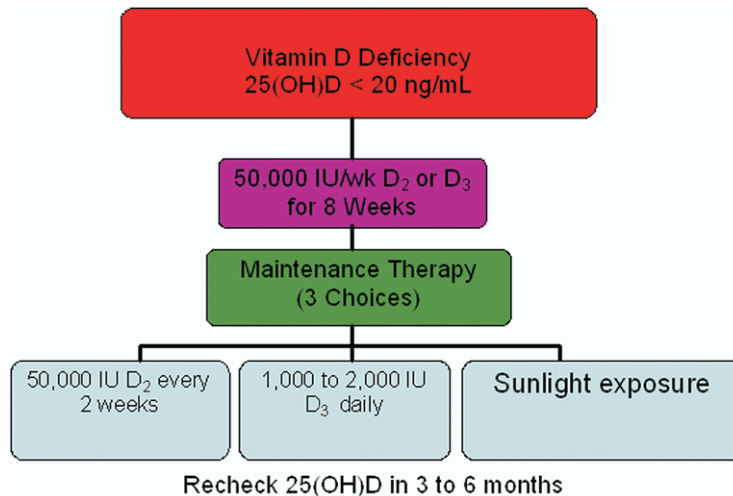 Vitamin D Deficiency
25(OH)D < 20 ng/mL
50,000 IU/wk D₂ or D₃
for 8 Weeks
Maintenance Therapy
(3 Choices)
50,000 IU D₂ every
2 weeks
1,000 to 2,000 IU
D₃ daily
Sunlight exposure
Recheck 25(OH)D in 3 to 6 months